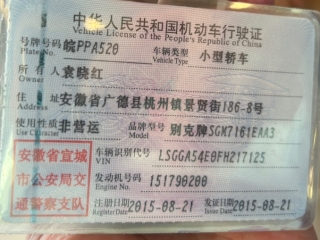 中华人民共和国机动车行驶证
Vehicle License of the People's Republic of China
号牌号码 皖PPA520 车辆类型 小型轿车
Plate No. Vehicle Type
所有人 袁晓红
Owner
住址 安徽省广德县杭州镇景贤街186-8号
Address
使用性质 非营运 品牌型号 别克牌SGM7161EAA3
Use Character Model
安徽省宣城
市公安局交
通警察支队
车辆识别代号 LSGGA54E0FH217125
VIN
发动机号码 151790200
Engine No.
注册日期 2015-08-21 发证日期 2015-08-21
Register Date Issue Date